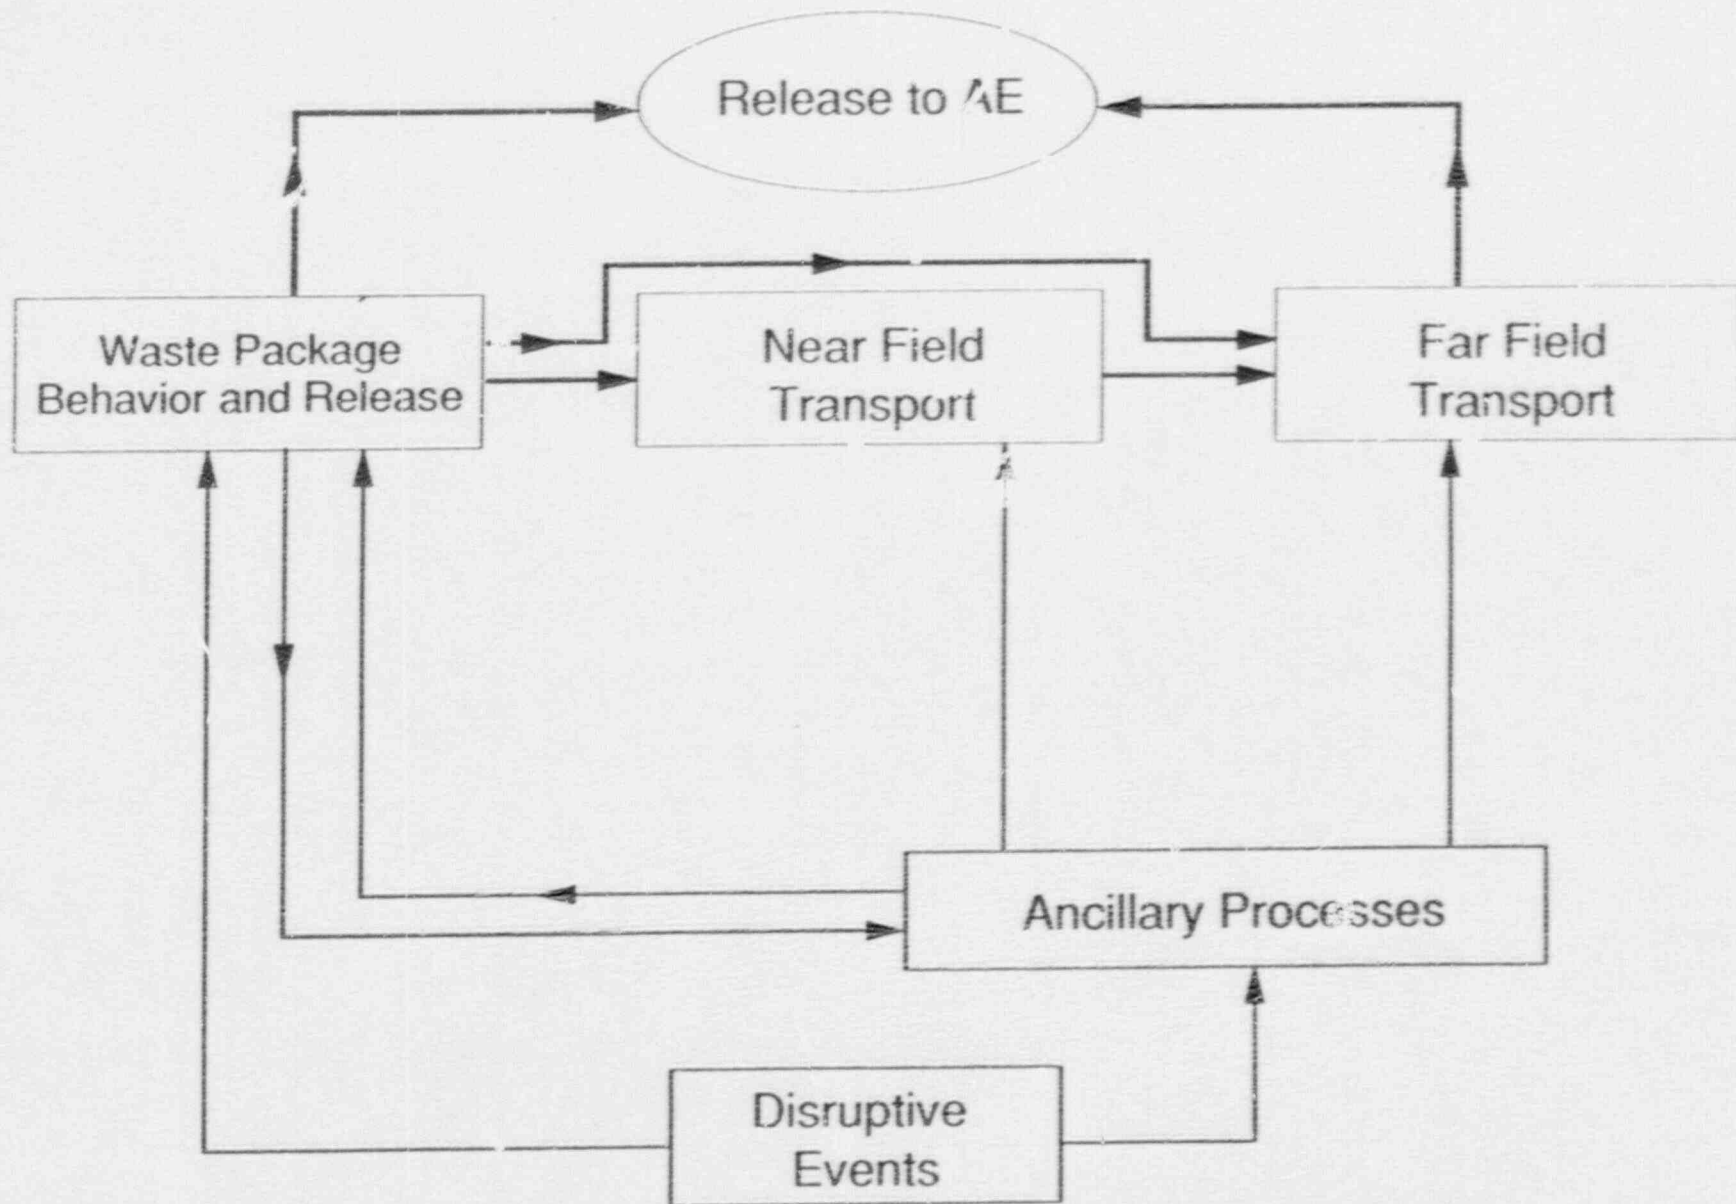 Release to AE
Waste Package
Behavior and Release
Near Field
Transport
Far Field
Transport
Ancillary Processes
Disruptive
Events